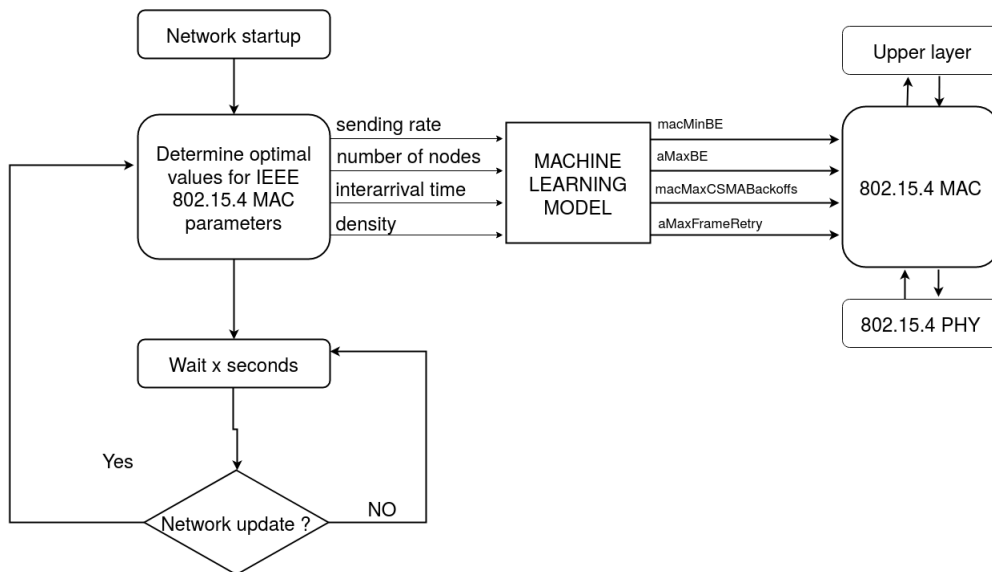 Network startup
Upper layer
Determine optimal
values for IEEE
802.15.4 MAC
parameters
sending rate
number of nodes
interarrival time
density
MACHINE
LEARNING
MODEL
macMinBE
aMaxBE
macMaxCSMABackoffs
aMaxFrameRetry
802.15.4 MAC
802.15.4 PHY
Wait x seconds
Yes
Network update ?
NO